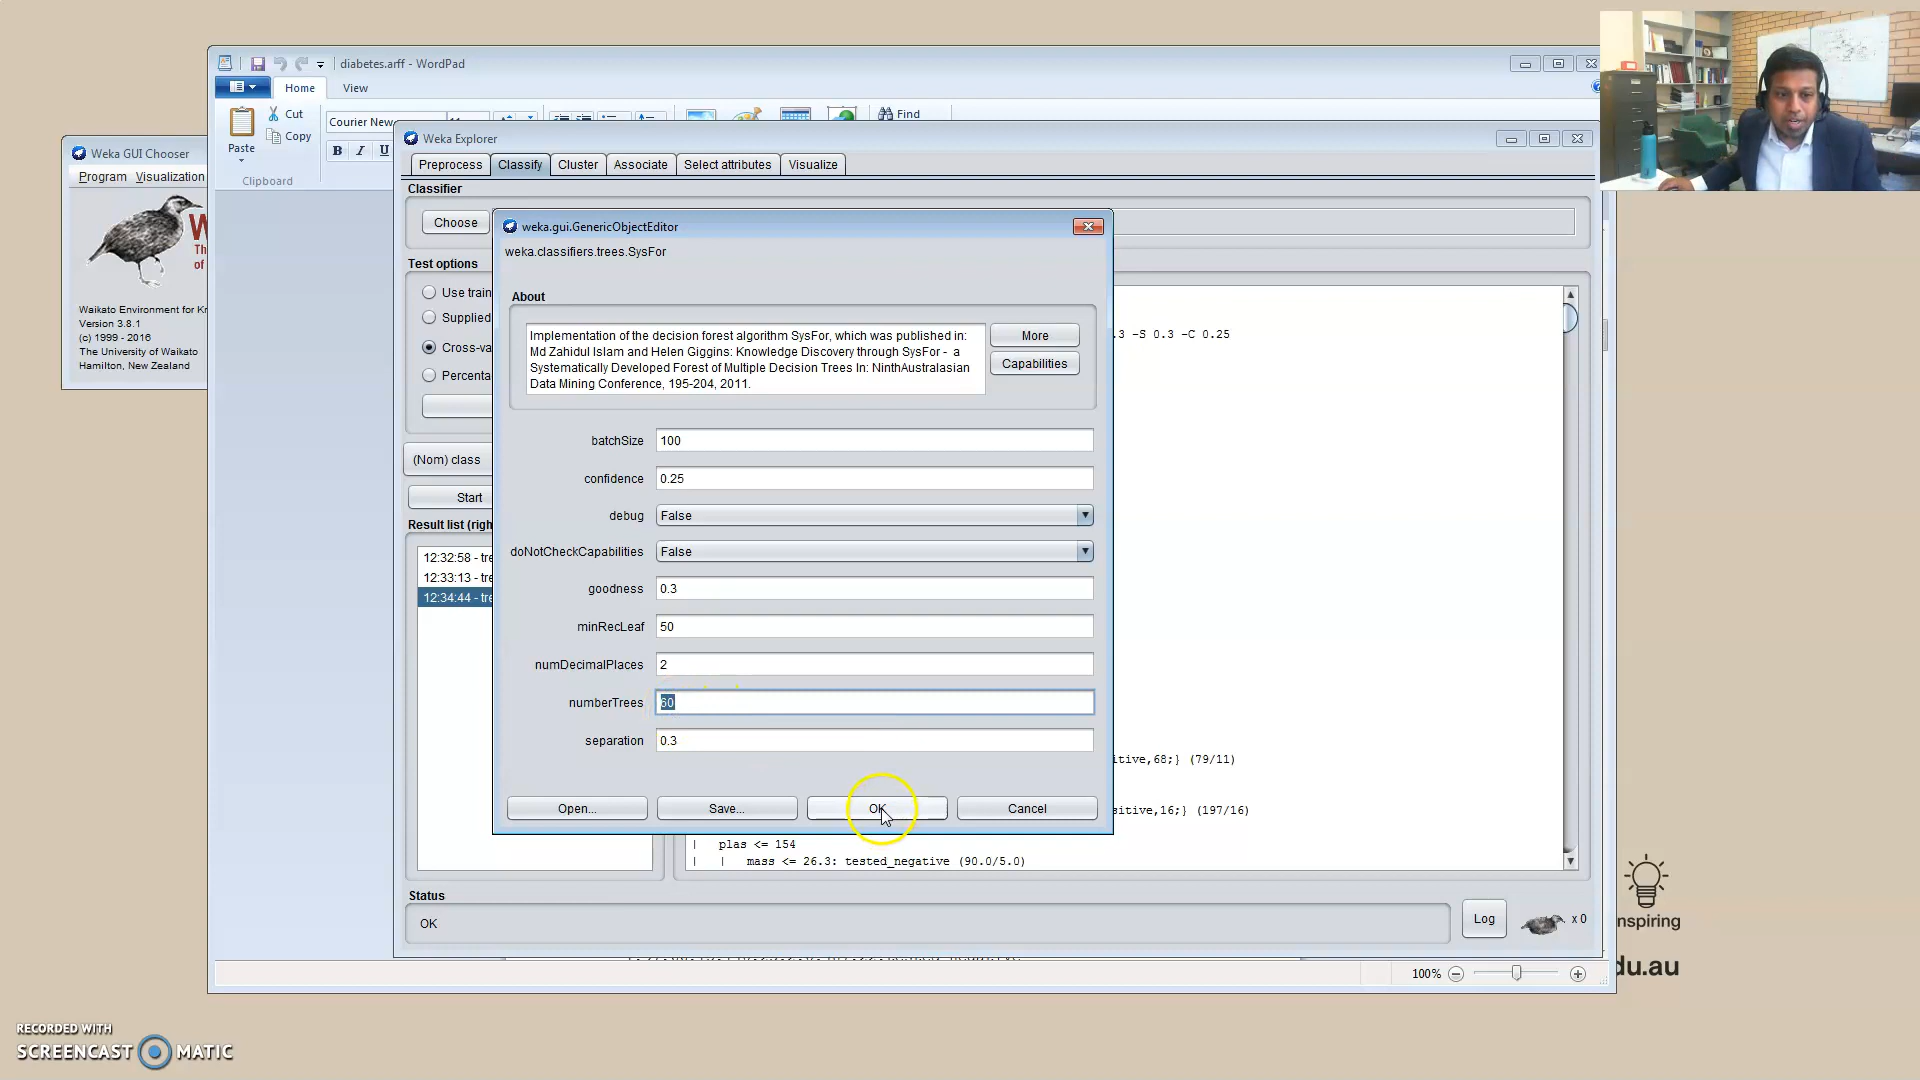 diabetes.arff - WordPad
Home
View
Cut
Copy
Paste
Clipboard
Courier New
B I U
Find
Weka GUI Chooser
Program Visualization
W
Th
of
Waikato Environment for Kn
Version 3.8.1
(c) 1999 - 2016
The University of Waikato
Hamilton, New Zealand
Weka Explorer
Preprocess
Classify
Cluster
Associate
Select attributes
Visualize
Classifier
Choose
Test options
Use train
Supplied
Cross-va
Percenta
(Nom) class
Start
Result list (righ
12:32:58 - tre
12:33:13 - tre
12:34:44 - tre
weka.gui.GenericObjectEditor
weka.classifiers.trees.SysFor
About
Implementation of the decision forest algorithm SysFor, which was published in:
Md Zahidul Islam and Helen Giggins: Knowledge Discovery through SysFor - a
Systematically Developed Forest of Multiple Decision Trees In: NinthAustralasian
Data Mining Conference, 195-204, 2011.
More
Capabilities
batchSize 100
confidence 0.25
debug False
doNotCheckCapabilities False
goodness 0.3
minRecLeaf 50
numDecimalPlaces 2
numberTrees 60
separation 0.3
Open...
Save...
OK
Cancel
.3 -S 0.3 -C 0.25
itive,68;} (79/11)
sitive,16;} (197/16)
| plas <= 154
| | mass <= 26.3: tested_negative (90.0/5.0)
Status
OK
Log
x 0
100%
nspiring
du.au
RECORDED WITH
SCREENCAST MATIC